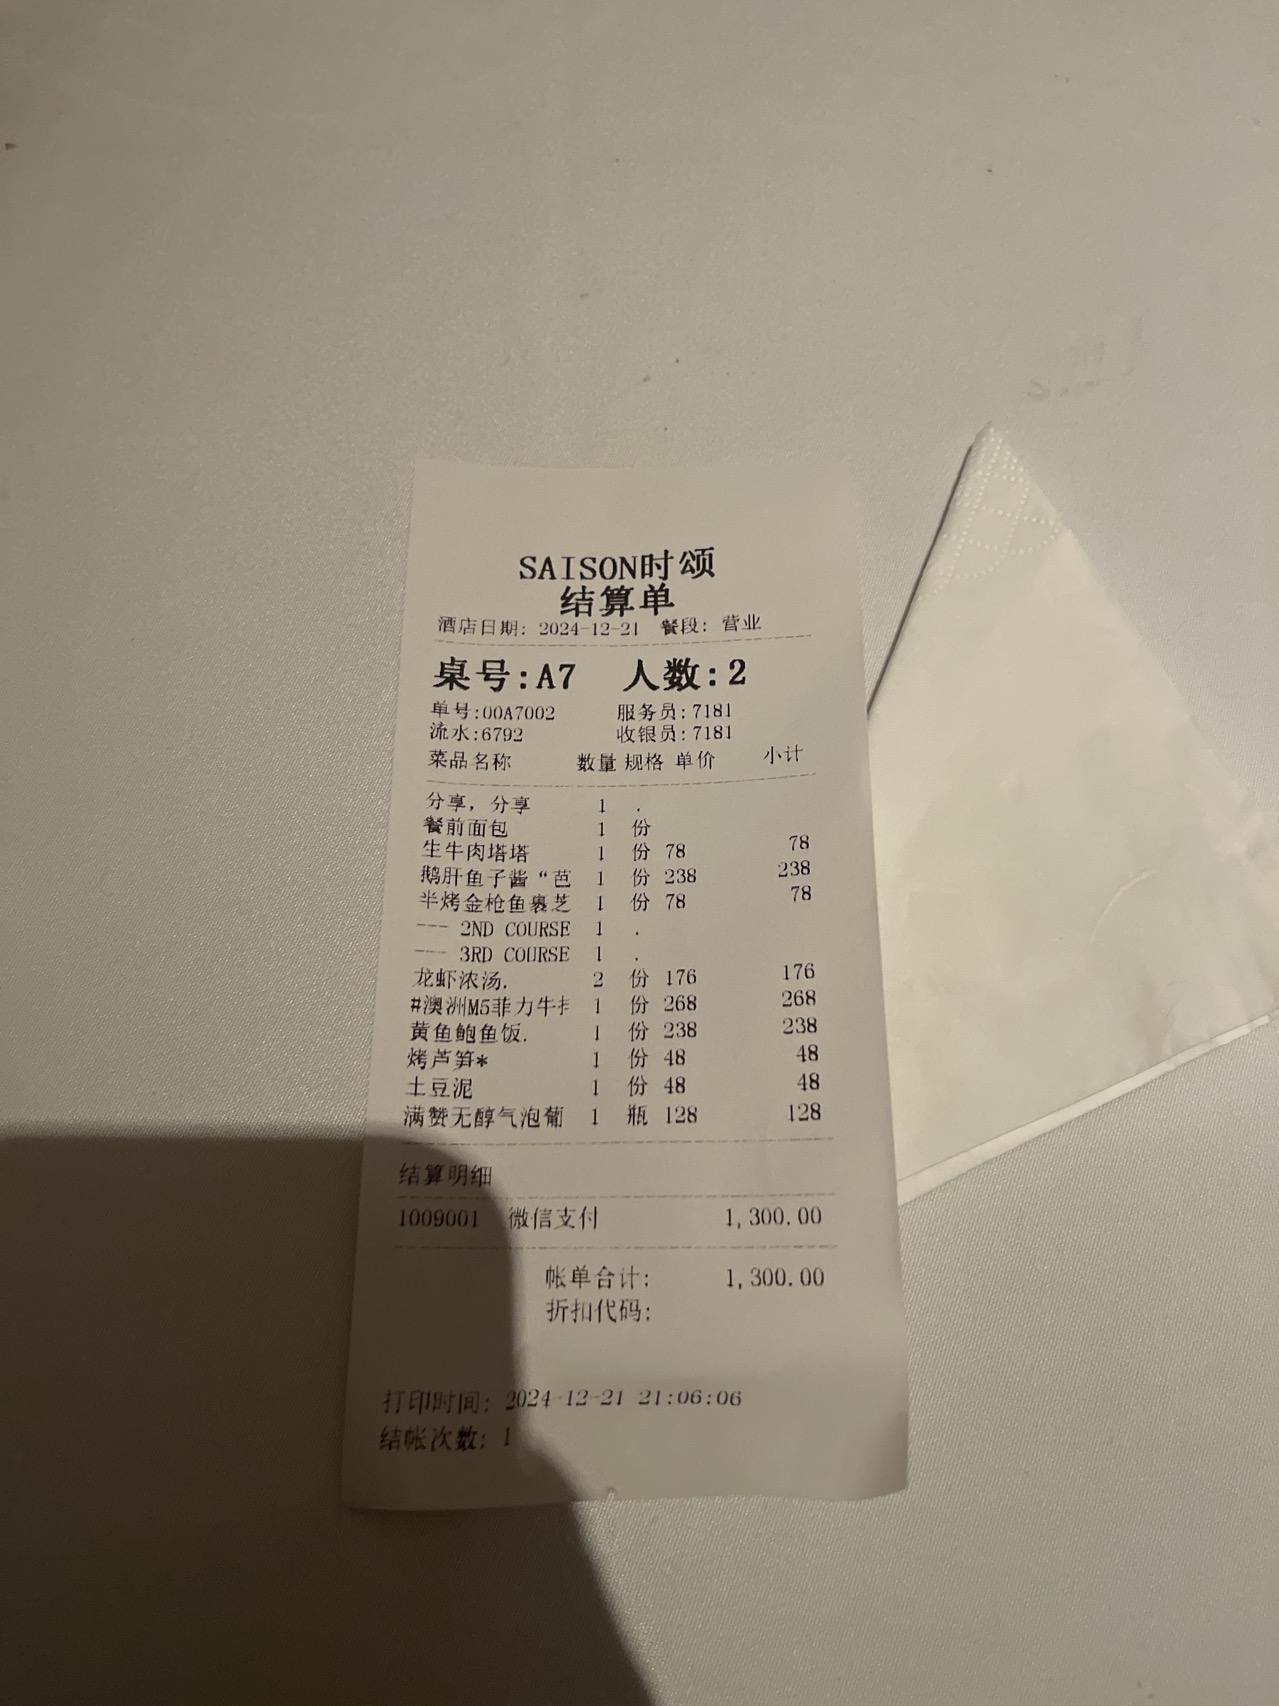 SAISON时颂
结算单
酒店日期: 2024-12-21 餐段: 营业
桌号:A7 人数:2
单号:00A7002 服务员:7181
流水:6792 收银员:7181
菜品名称 数量 规格 单价 小计
分享, 分享 1 .
餐前面包 1 份
生牛肉塔塔 1 份 78 78
鹅肝鱼子酱“芭 1 份 238 238
半烤金枪鱼裹芝 1 份 78 78
--- 2ND COURSE 1 .
--- 3RD COURSE 1 .
龙虾浓汤. 2 份 176 176
#澳洲M5菲力牛扌 1 份 268 268
黄鱼鲍鱼饭. 1 份 238 238
烤芦笋* 1 份 48 48
土豆泥 1 份 48 48
满赞无醇气泡葡 1 瓶 128 128
结算明细
1009001 微信支付 1,300.00
帐单合计: 1,300.00
折扣代码:
打印时间: 2024-12-21 21:06:06
结帐次数: 1